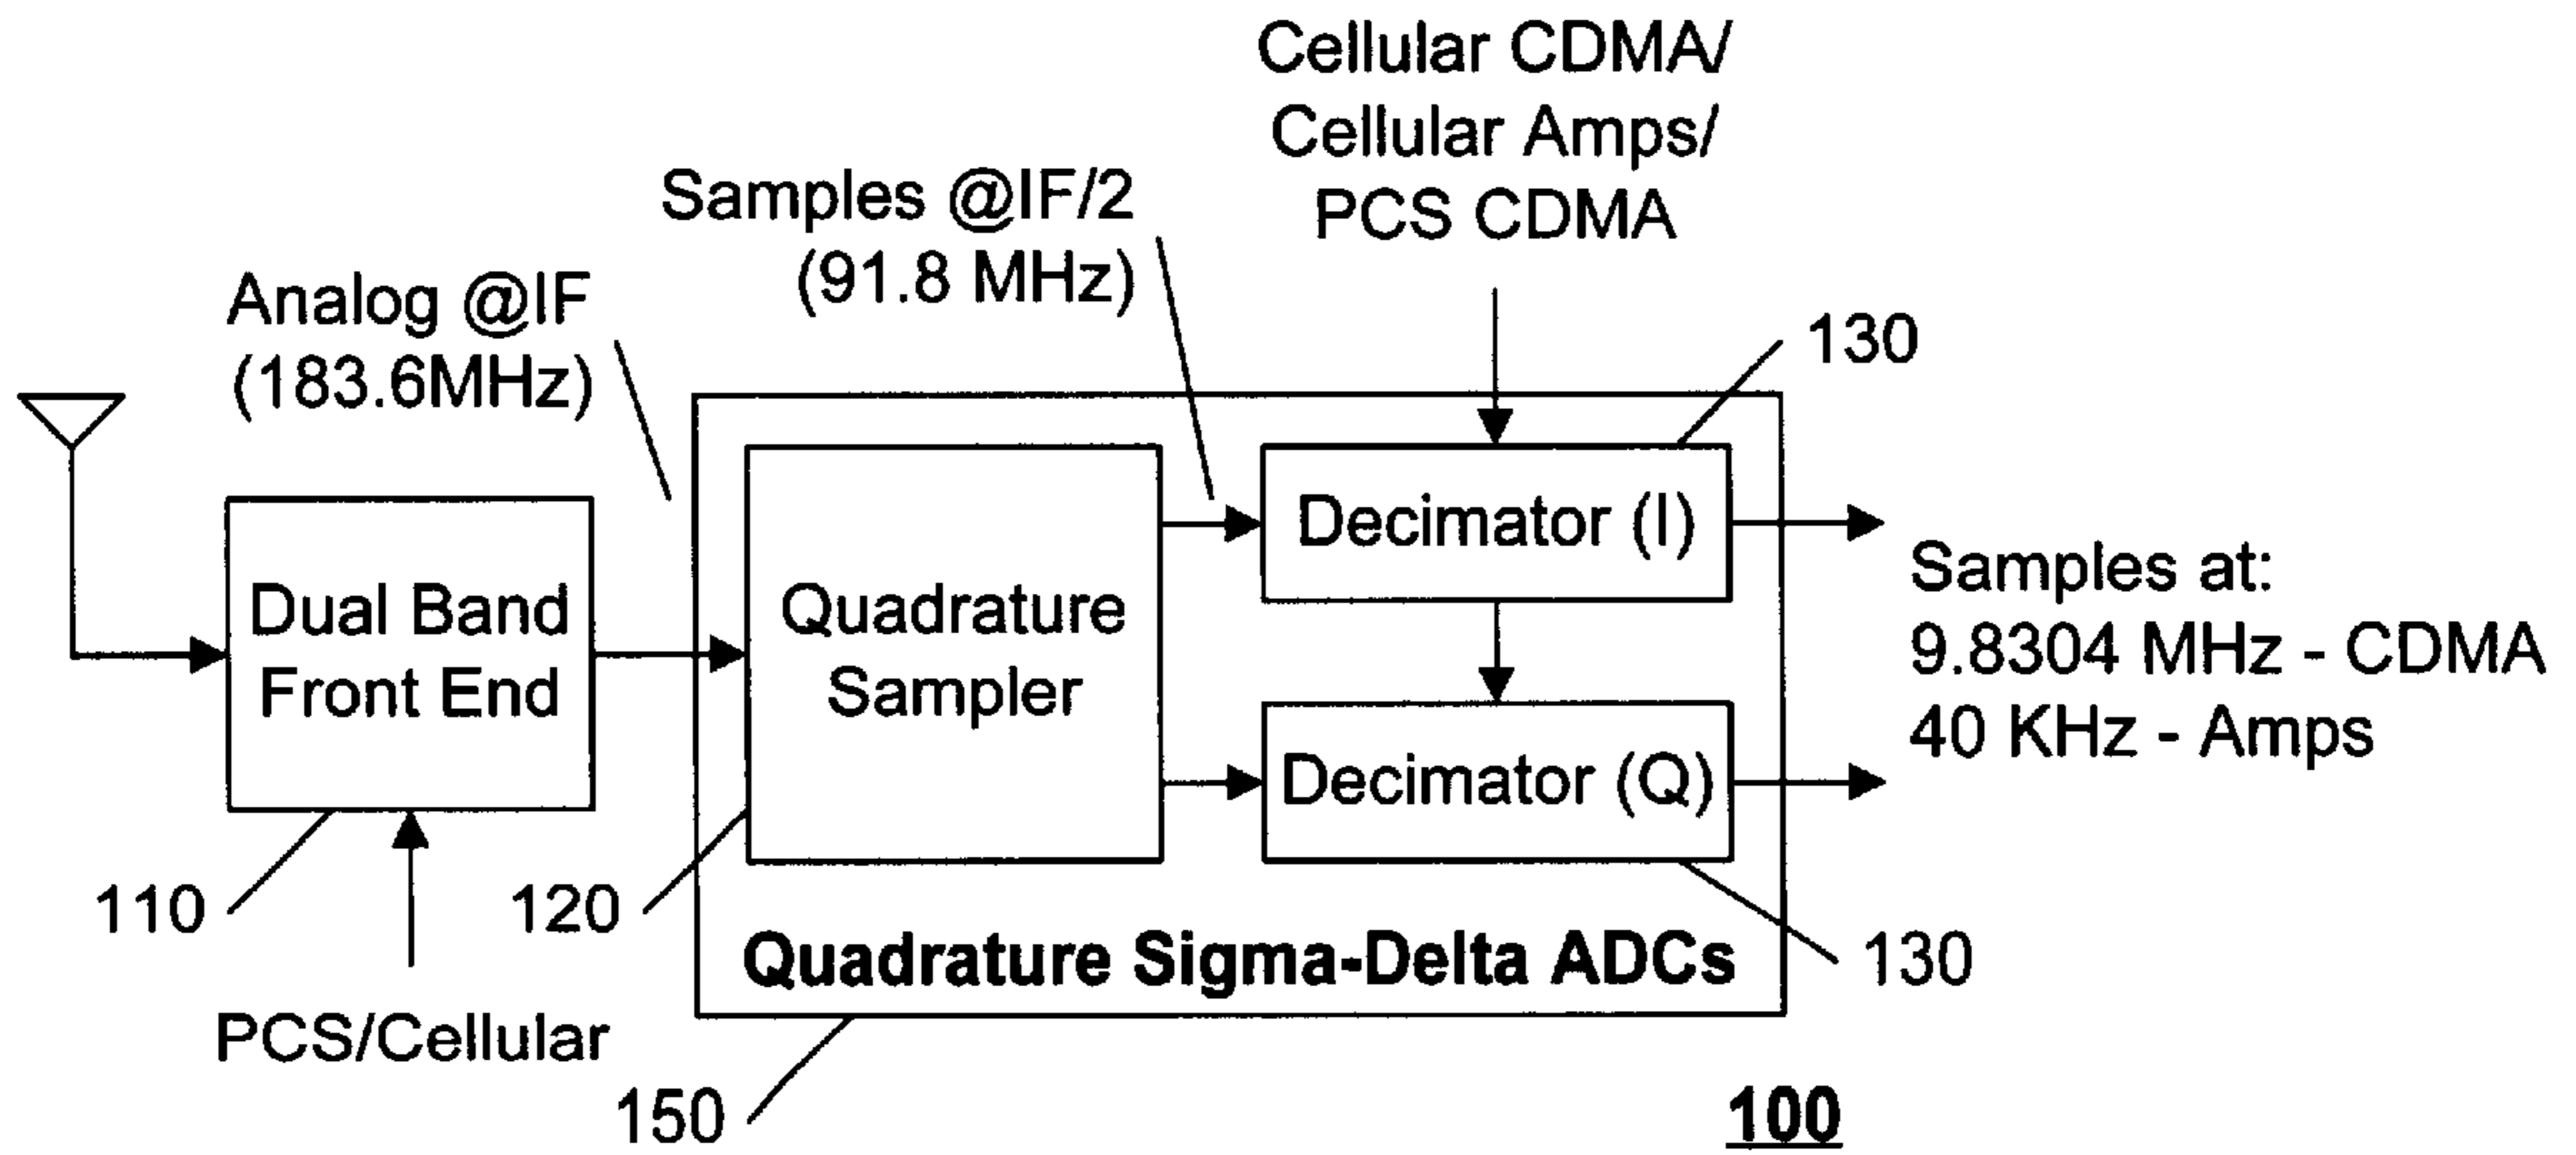 Cellular CDMA/
Cellular Amps/
PCS CDMA
Samples @IF/2
(91.8 MHz)
Analog @IF
(183.6MHz)
130
Dual Band
Front End
Quadrature
Sampler
Decimator (I)
Decimator (Q)
Samples at:
9.8304 MHz - CDMA
40 KHz - Amps
110
120
Quadrature Sigma-Delta ADCs
130
PCS/Cellular
150
100